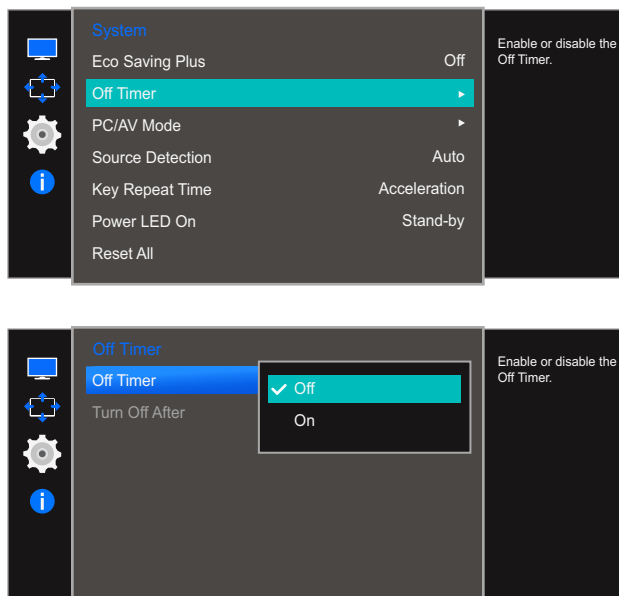 System
Eco Saving Plus Off
Off Timer
PC/AV Mode
Source Detection Auto
Key Repeat Time Acceleration
Power LED On Stand-by
Reset All
Enable or disable the
Off Timer.
Off Timer
Off Timer
Turn Off After
Off
On
Enable or disable the
Off Timer.